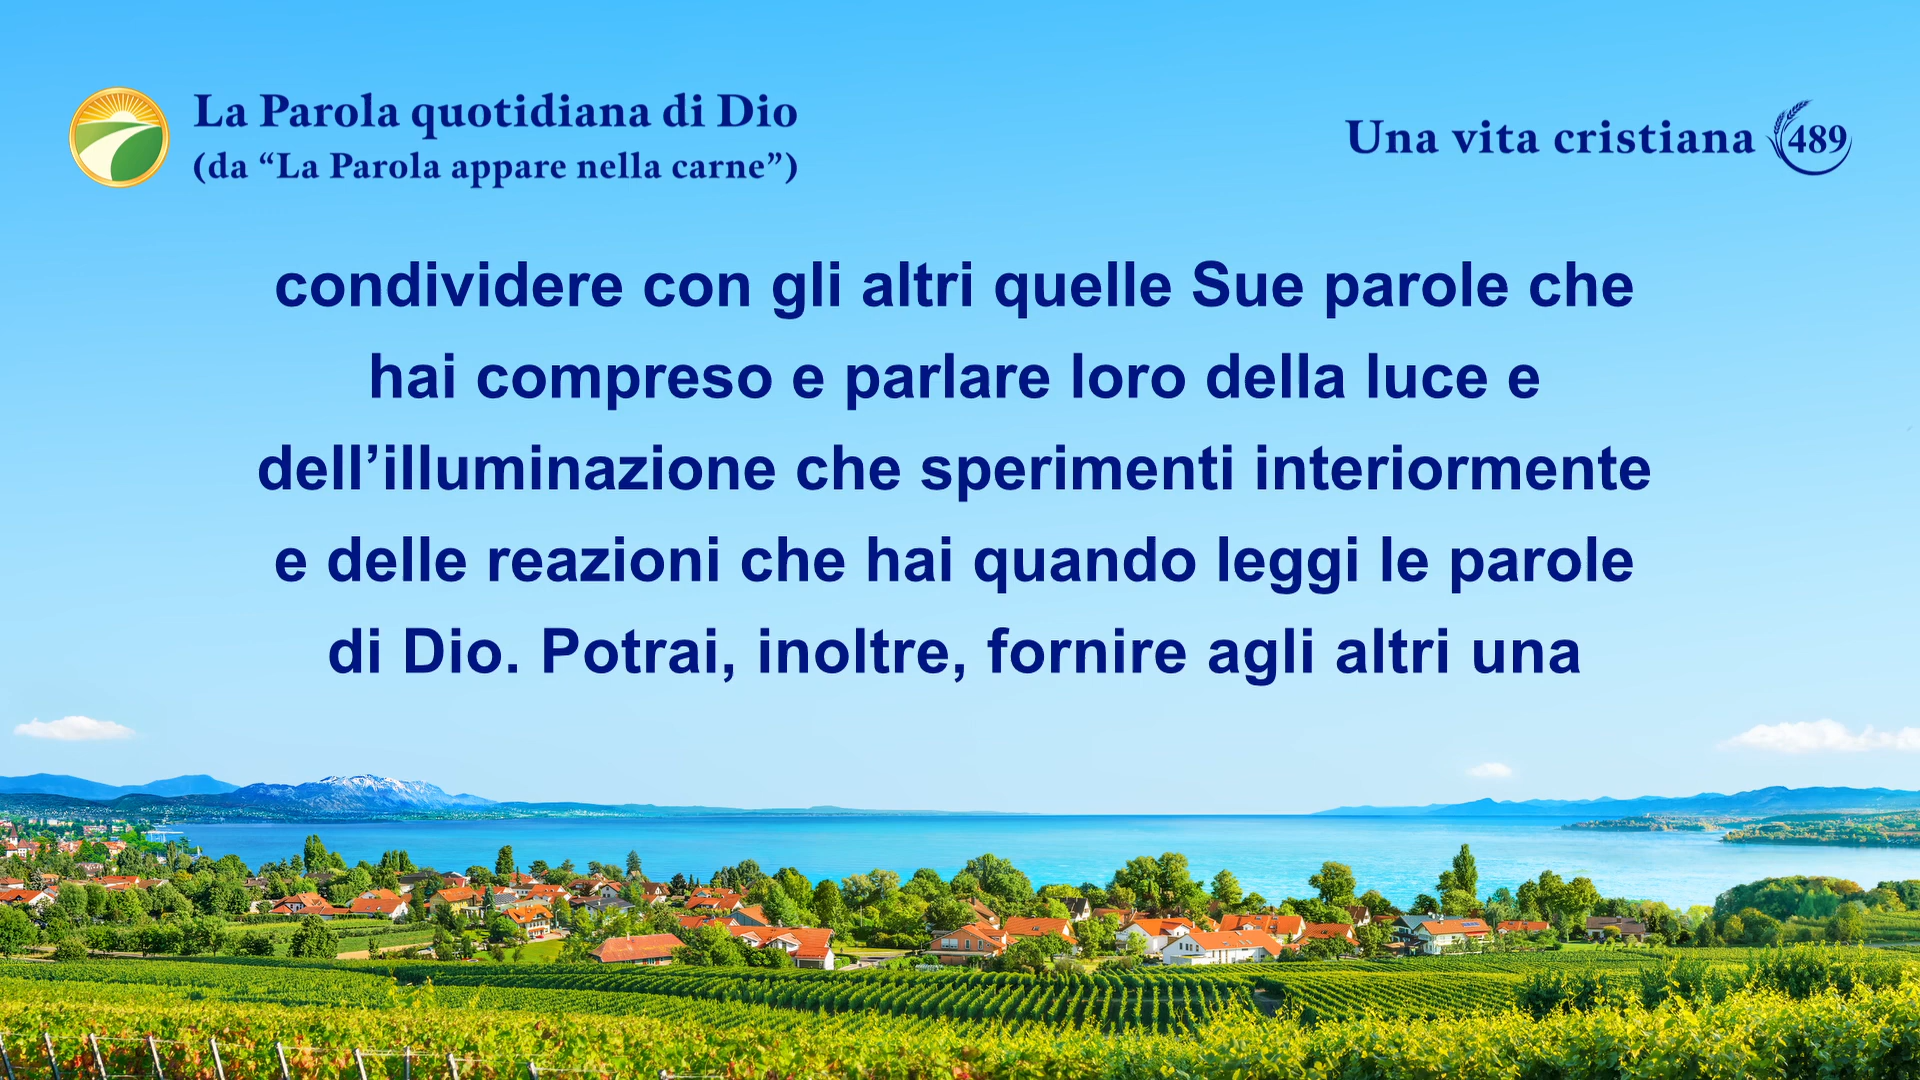 La Parola quotidiana di Dio
(da “La Parola appare nella carne”)
Una vita cristiana 489
condividere con gli altri quelle Sue parole che
hai compreso e parlare loro della luce e
dell’illuminazione che sperimenti interiormente
e delle reazioni che hai quando leggi le parole
di Dio. Potrai, inoltre, fornire agli altri una